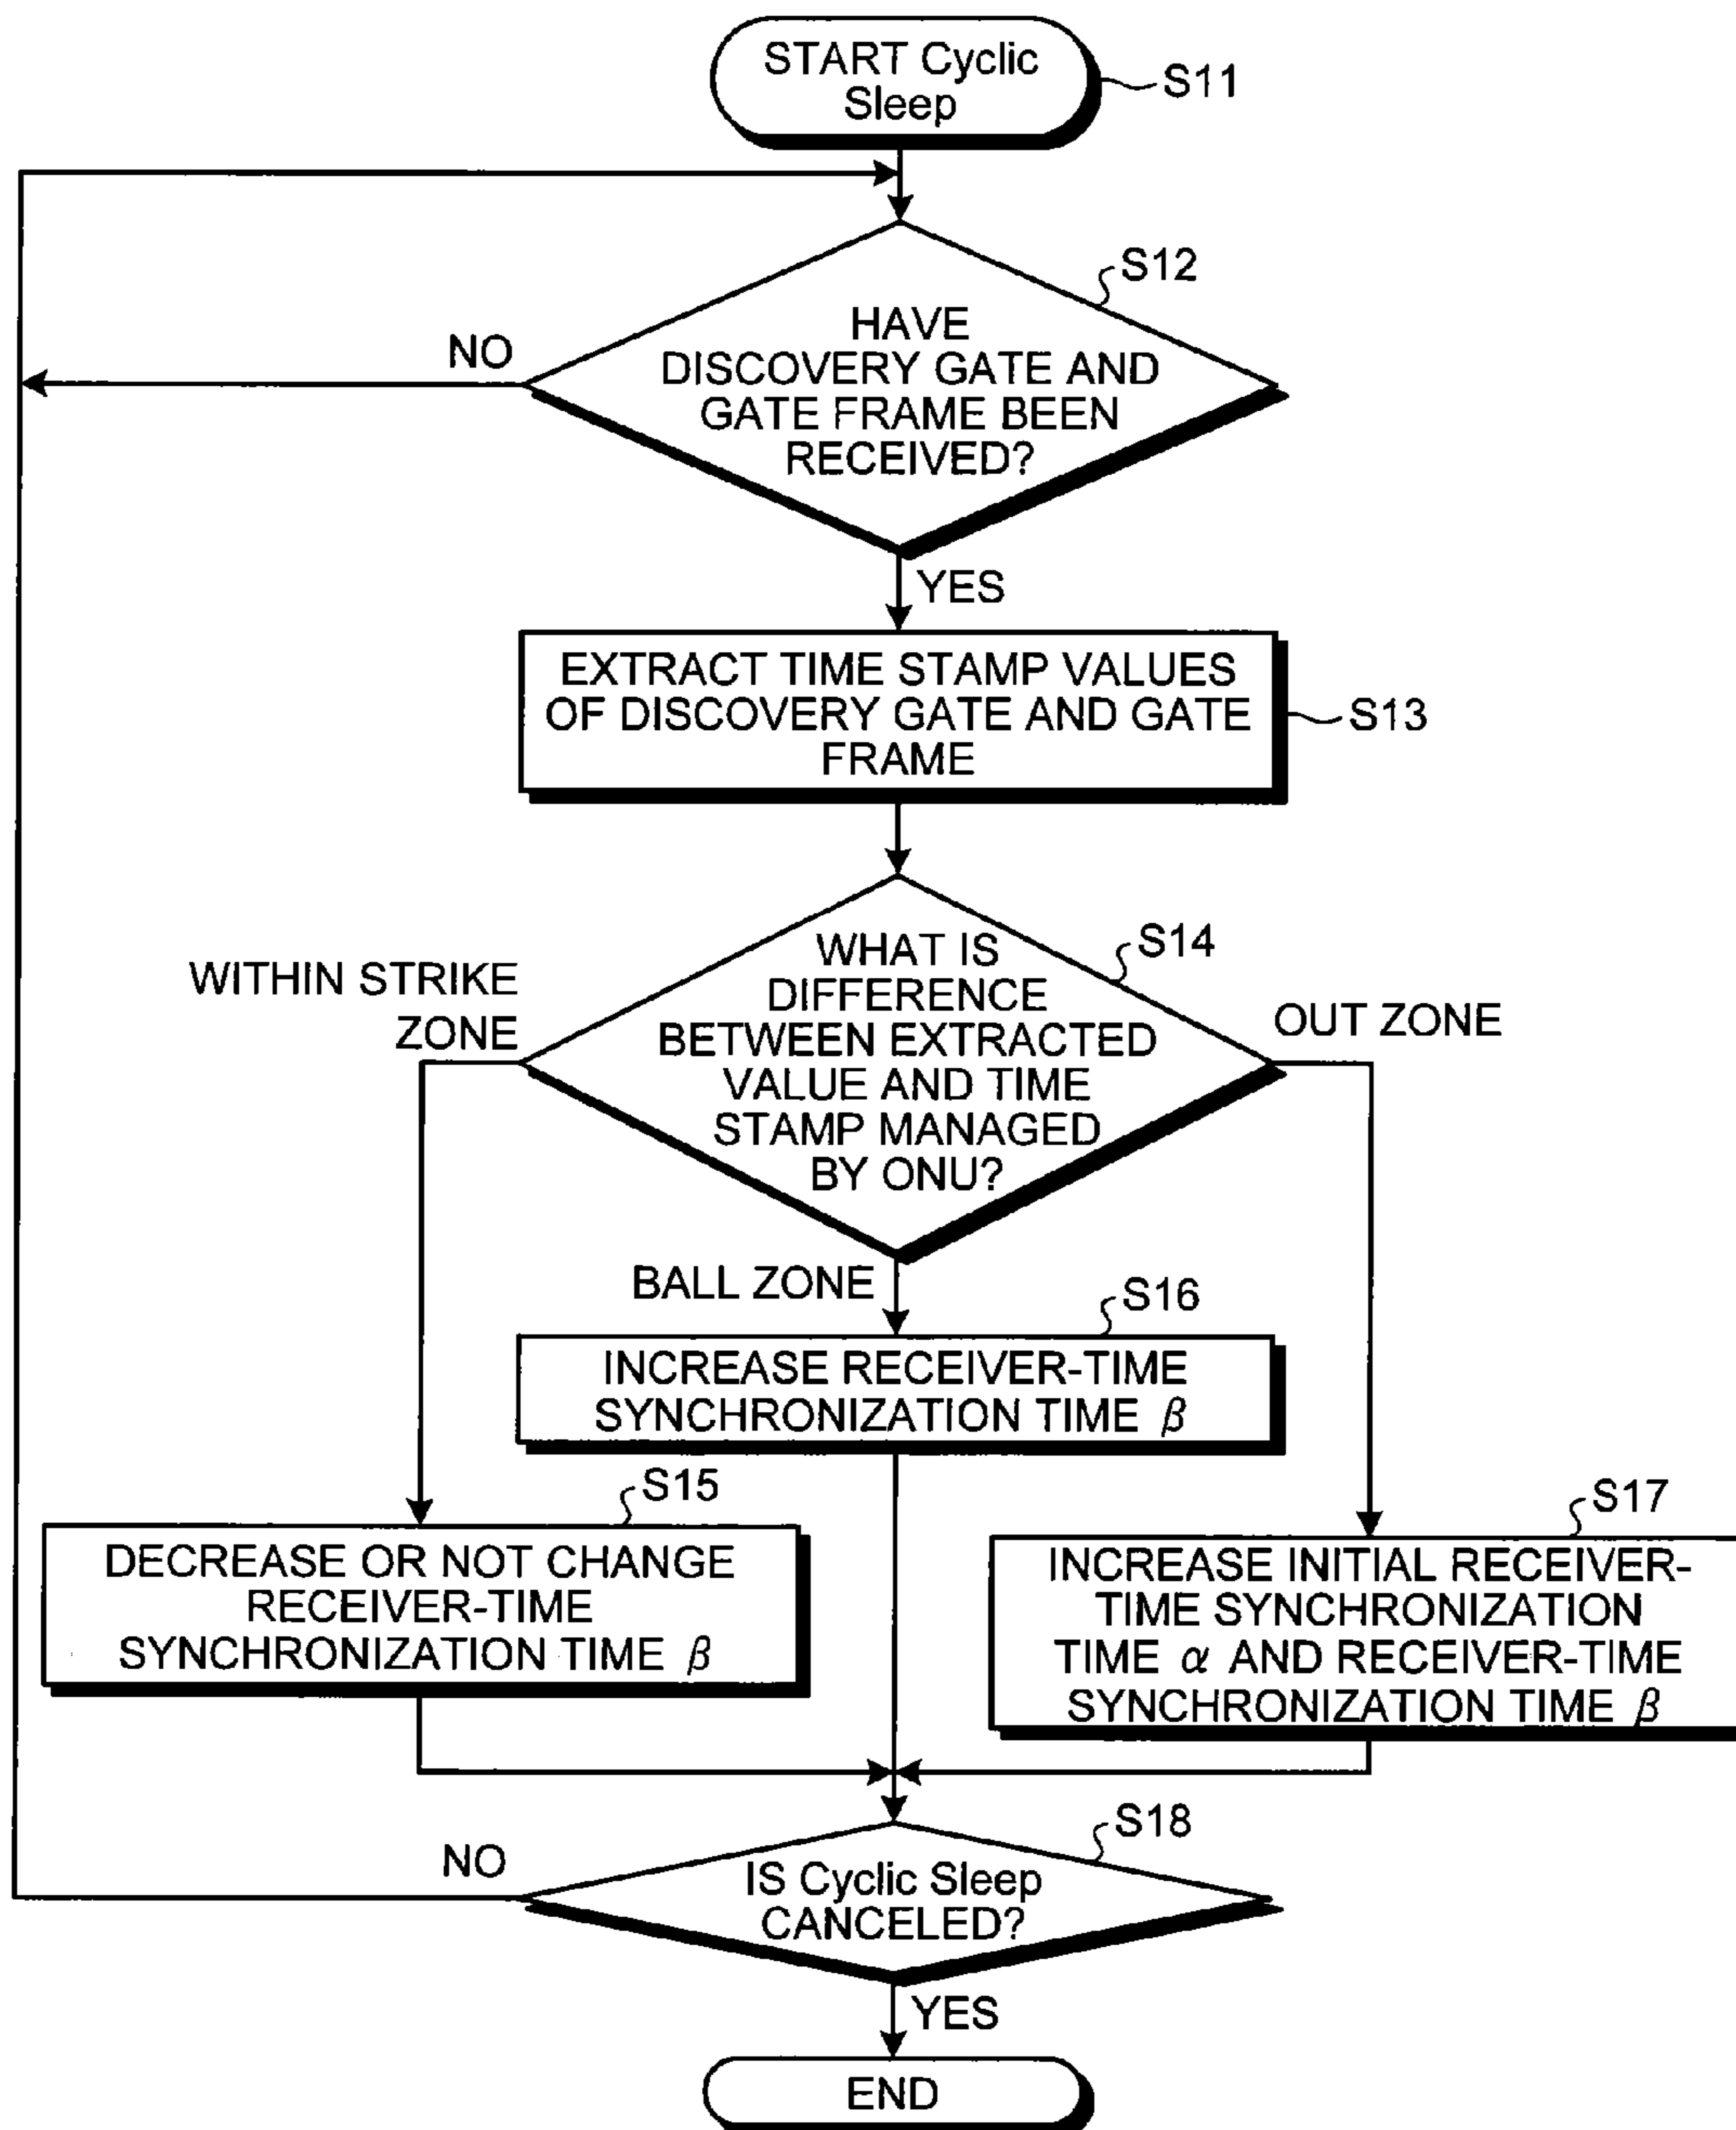 START Cyclic
Sleep
S11
S12
HAVE
DISCOVERY GATE AND
GATE FRAME BEEN
RECEIVED?
NO
YES
EXTRACT TIME STAMP VALUES
OF DISCOVERY GATE AND GATE
FRAME
S13
S14
WHAT IS
DIFFERENCE
BETWEEN EXTRACTED
VALUE AND TIME
STAMP MANAGED
BY ONU?
WITHIN STRIKE
ZONE
OUT ZONE
BALL ZONE
S16
INCREASE RECEIVER-TIME
SYNCHRONIZATION TIME β
S15
DECREASE OR NOT CHANGE
RECEIVER-TIME
SYNCHRONIZATION TIME β
S17
INCREASE INITIAL RECEIVER-
TIME SYNCHRONIZATION
TIME α AND RECEIVER-TIME
SYNCHRONIZATION TIME β
S18
IS Cyclic Sleep
CANCELED?
NO
YES
END